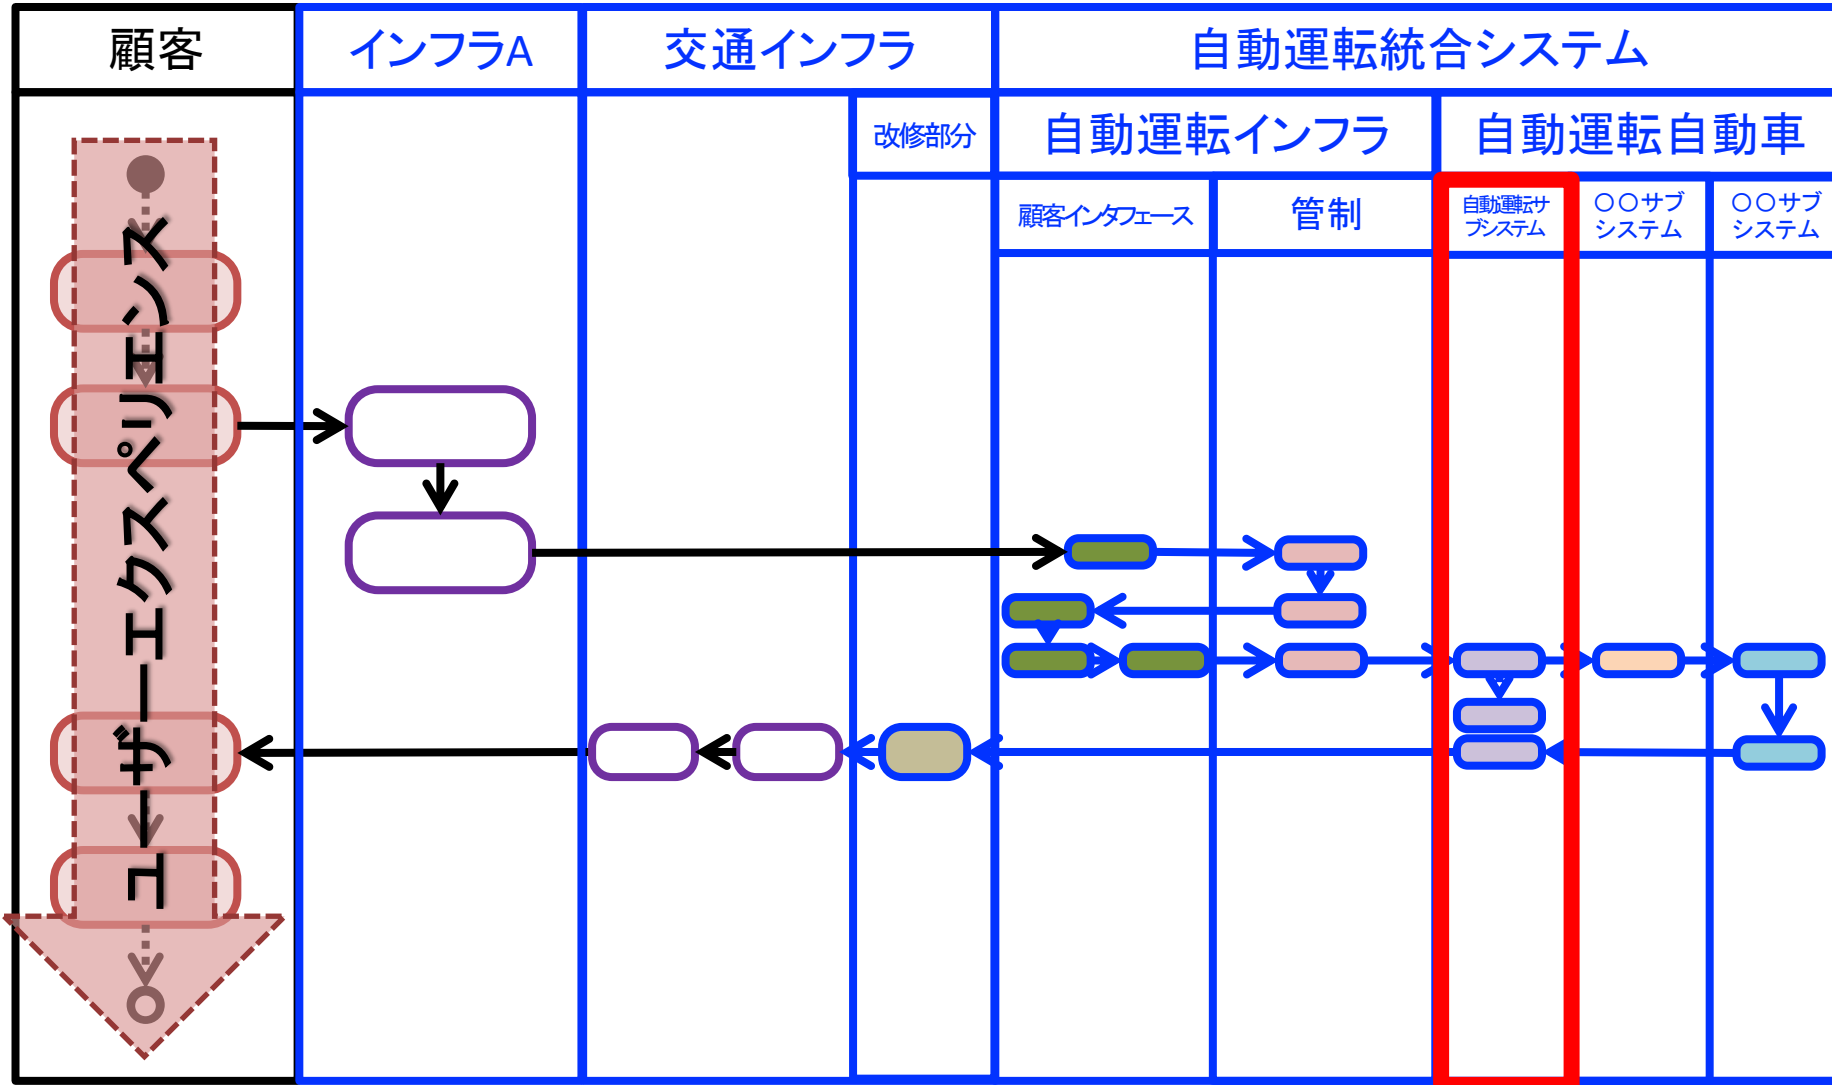 顧客
インフラA
交通インフラ
自動運転統合システム
改修部分
自動運転インフラ
自動運転自動車
顧客インタフェース
管制
自動運転サ
ブシステム
〇〇サブ
システム
〇〇サブ
システム
ユーザーエクスペリエンス